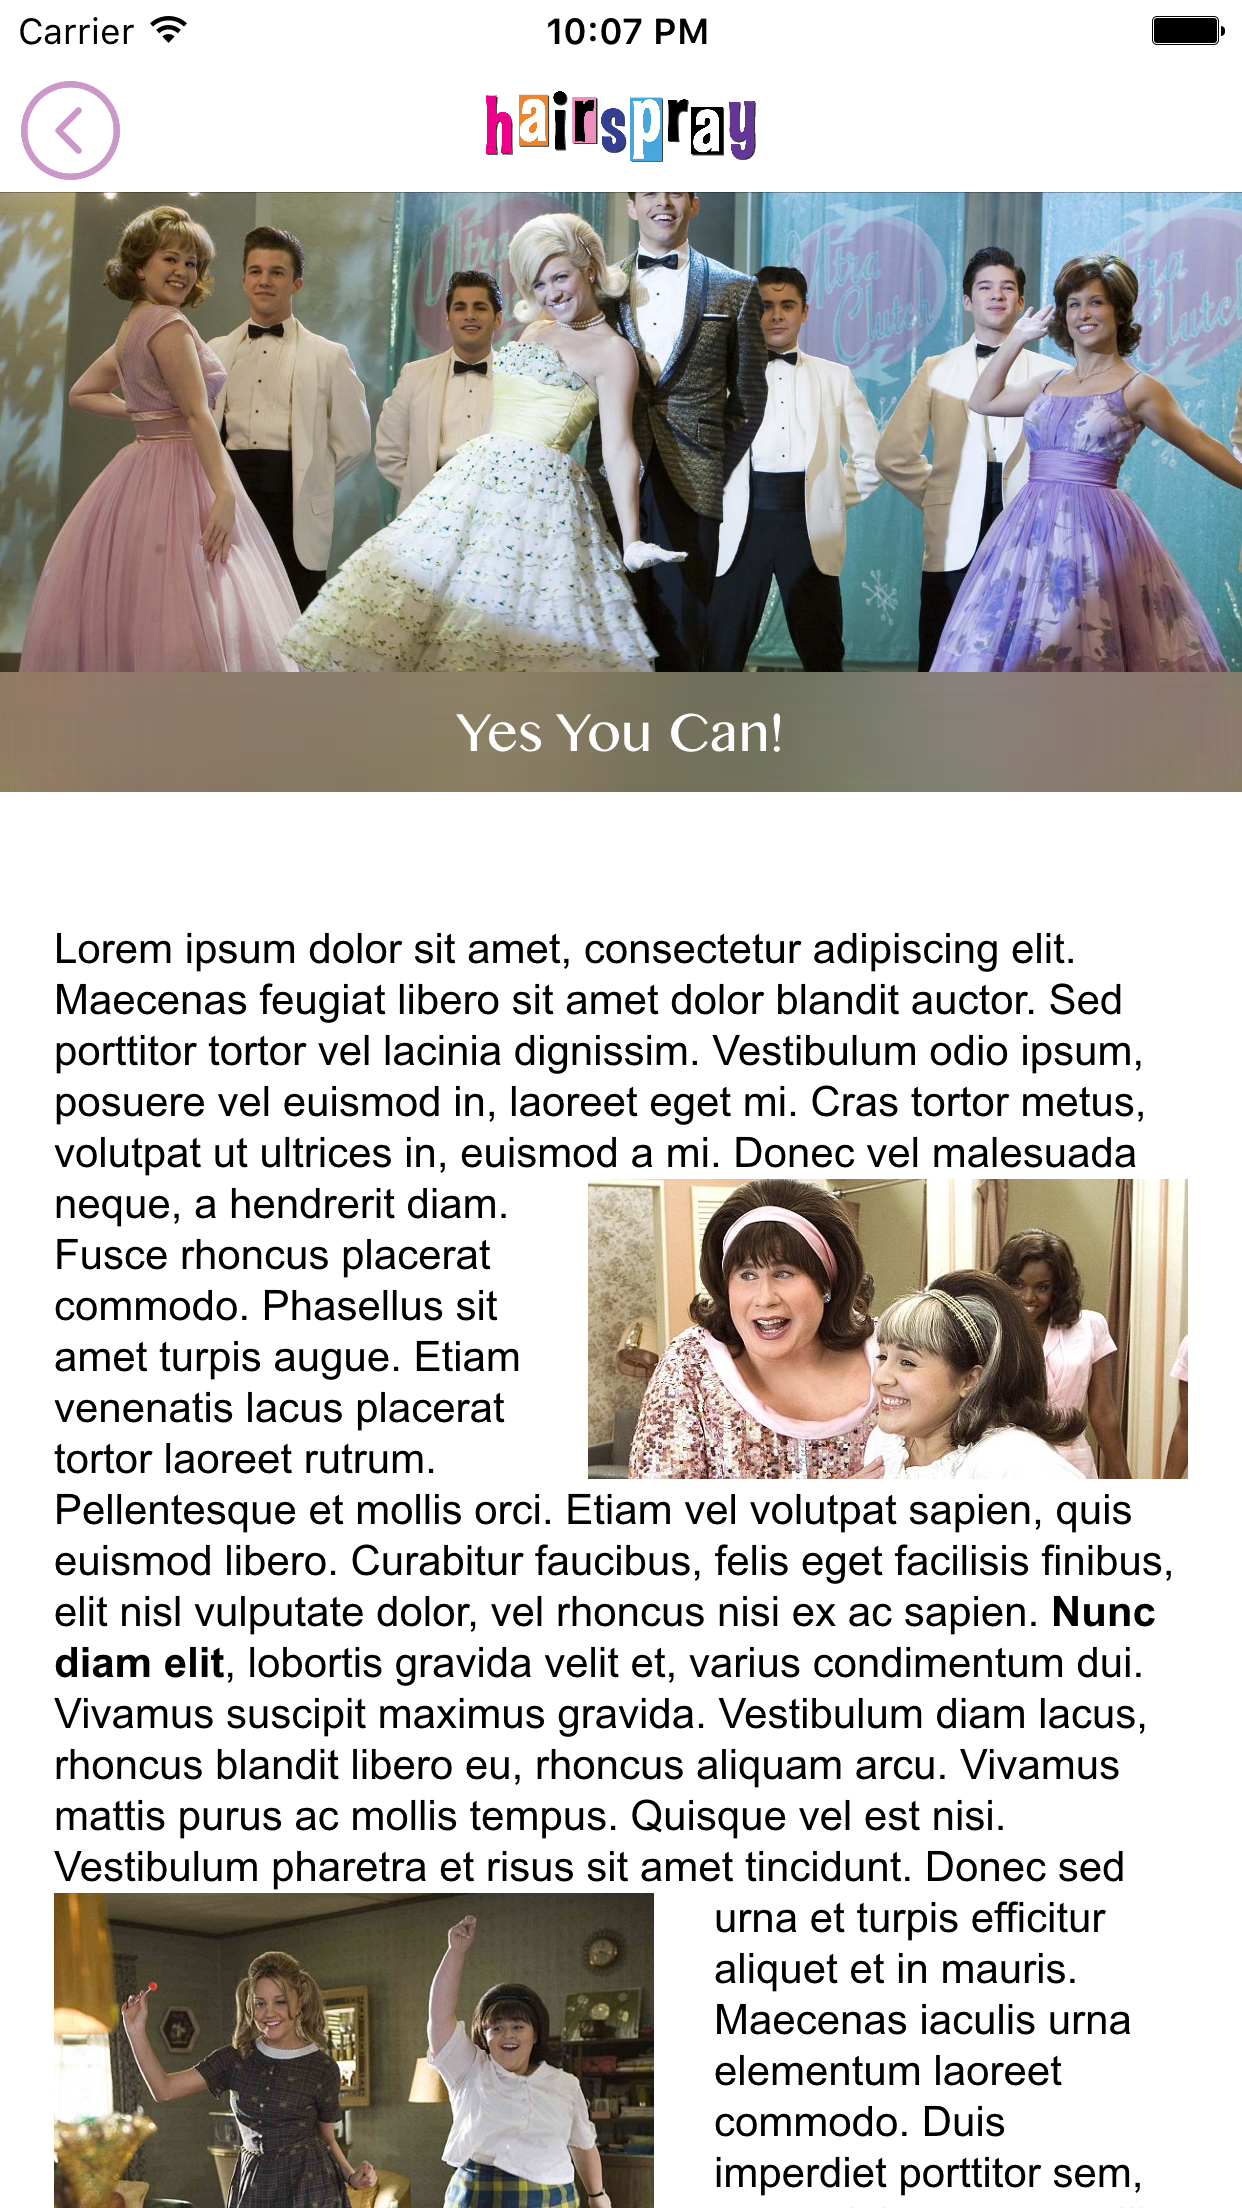 Carrier
10:07 PM
hairspray
Ultra Clutch
Ultra Clutch
Yes You Can!
Lorem ipsum dolor sit amet, consectetur adipiscing elit.
Maecenas feugiat libero sit amet dolor blandit auctor. Sed
porttitor tortor vel lacinia dignissim. Vestibulum odio ipsum,
posuere vel euismod in, laoreet eget mi. Cras tortor metus,
volutpat ut ultrices in, euismod a mi. Donec vel malesuada
neque, a hendrerit diam.
Fusce rhoncus placerat
commodo. Phasellus sit
amet turpis augue. Etiam
venenatis lacus placerat
tortor laoreet rutrum.
Pellentesque et mollis orci. Etiam vel volutpat sapien, quis
euismod libero. Curabitur faucibus, felis eget facilisis finibus,
elit nisl vulputate dolor, vel rhoncus nisi ex ac sapien. Nunc
diam elit, lobortis gravida velit et, varius condimentum dui.
Vivamus suscipit maximus gravida. Vestibulum diam lacus,
rhoncus blandit libero eu, rhoncus aliquam arcu. Vivamus
mattis purus ac mollis tempus. Quisque vel est nisi.
Vestibulum pharetra et risus sit amet tincidunt. Donec sed
urna et turpis efficitur
aliquet et in mauris.
Maecenas iaculis urna
elementum laoreet
commodo. Duis
imperdiet porttitor sem,